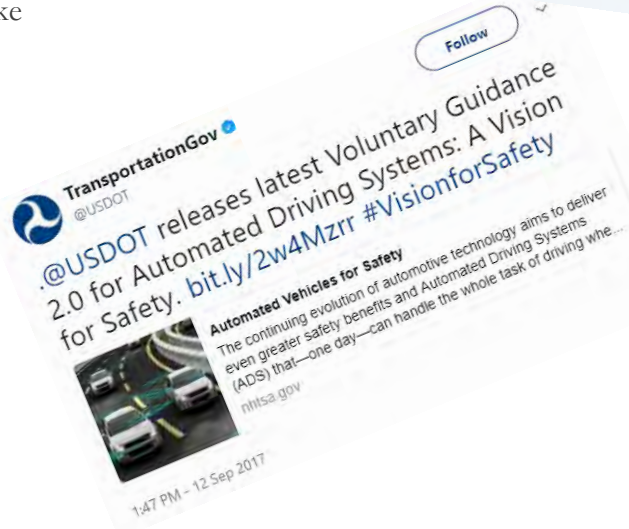 ke
Follow
TransportationGov
@USDOT
.@USDOT releases latest Voluntary Guidance
2.0 for Automated Driving Systems: A Vision
for Safety. bit.ly/2w4Mzrr #VisionforSafety
Automated Vehicles for Safety
The continuing evolution of automotive technology aims to deliver
even greater safety benefits and Automated Driving Systems
(ADS) that—one day—can handle the whole task of driving whe...
nhtsa.gov
1:47 PM - 12 Sep 2017